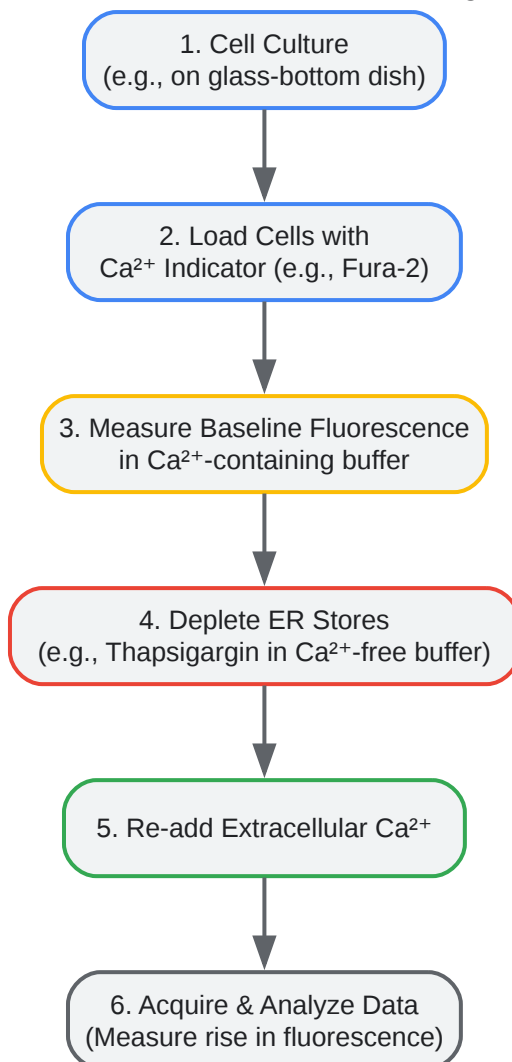 1. Cell Culture
(e.g., on glass-bottom dish)
2. Load Cells with
Ca²⁺ Indicator (e.g., Fura-2)
3. Measure Baseline Fluorescence
in Ca²⁺-containing buffer
4. Deplete ER Stores
(e.g., Thapsigargin in Ca²⁺-free buffer)
5. Re-add Extracellular Ca²⁺
6. Acquire & Analyze Data
(Measure rise in fluorescence)